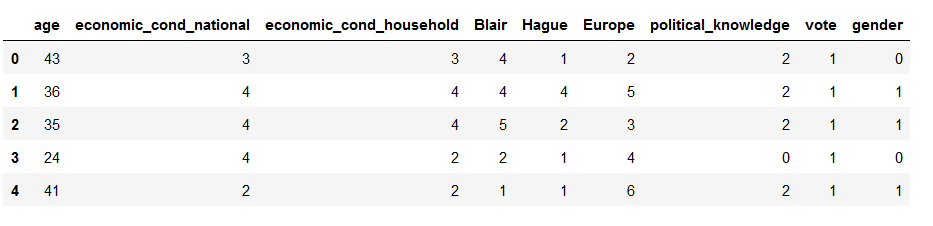 age economic_cond_national economic_cond_household Blair Hague Europe political_knowledge vote gender
0 43 3 3 4 1 2 2 1 0
1 36 4 4 4 4 5 2 1 1
2 35 4 4 5 2 3 2 1 1
3 24 4 2 2 1 4 0 1 0
4 41 2 2 1 1 6 2 1 1